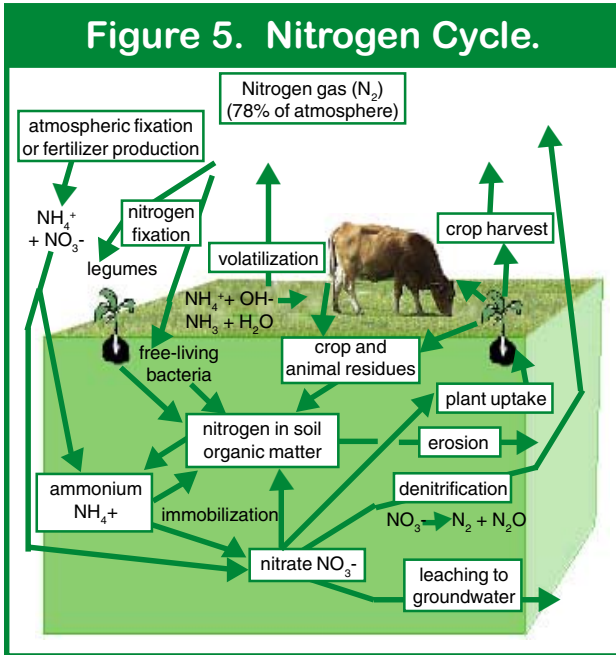 Figure 5. Nitrogen Cycle.
Nitrogen gas (N₂)
(78% of atmosphere)
atmospheric fixation
or fertilizer production
NH₄⁺
+ NO₃-
nitrogen
fixation
legumes
volatilization
crop harvest
NH₄⁺+ OH-
NH₃ + H₂O
free-living
bacteria
crop and
animal residues
plant uptake
nitrogen in soil
organic matter
erosion
ammonium
NH₄+
immobilization
denitrification
NO₃- N₂ + N₂O
nitrate NO₃-
leaching to
groundwater